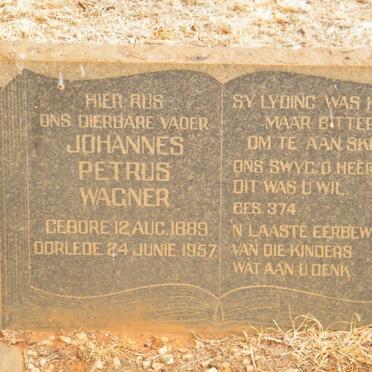 HIER RUS
ONS DIERBARE VADER
JOHANNES
PETRUS
WAGNER
GEBORE 12 AUG. 1889
OORLEDE 24 JUNIE 1957
SY LYDING WAS K
MAAR BITTER
OM TE AANSK
ONS SWYG, O HEER
DIT WAS U WIL.
GES. 374
'N LAASTE EERBEW
VAN DIE KINDERS
WAT AAN U DENK